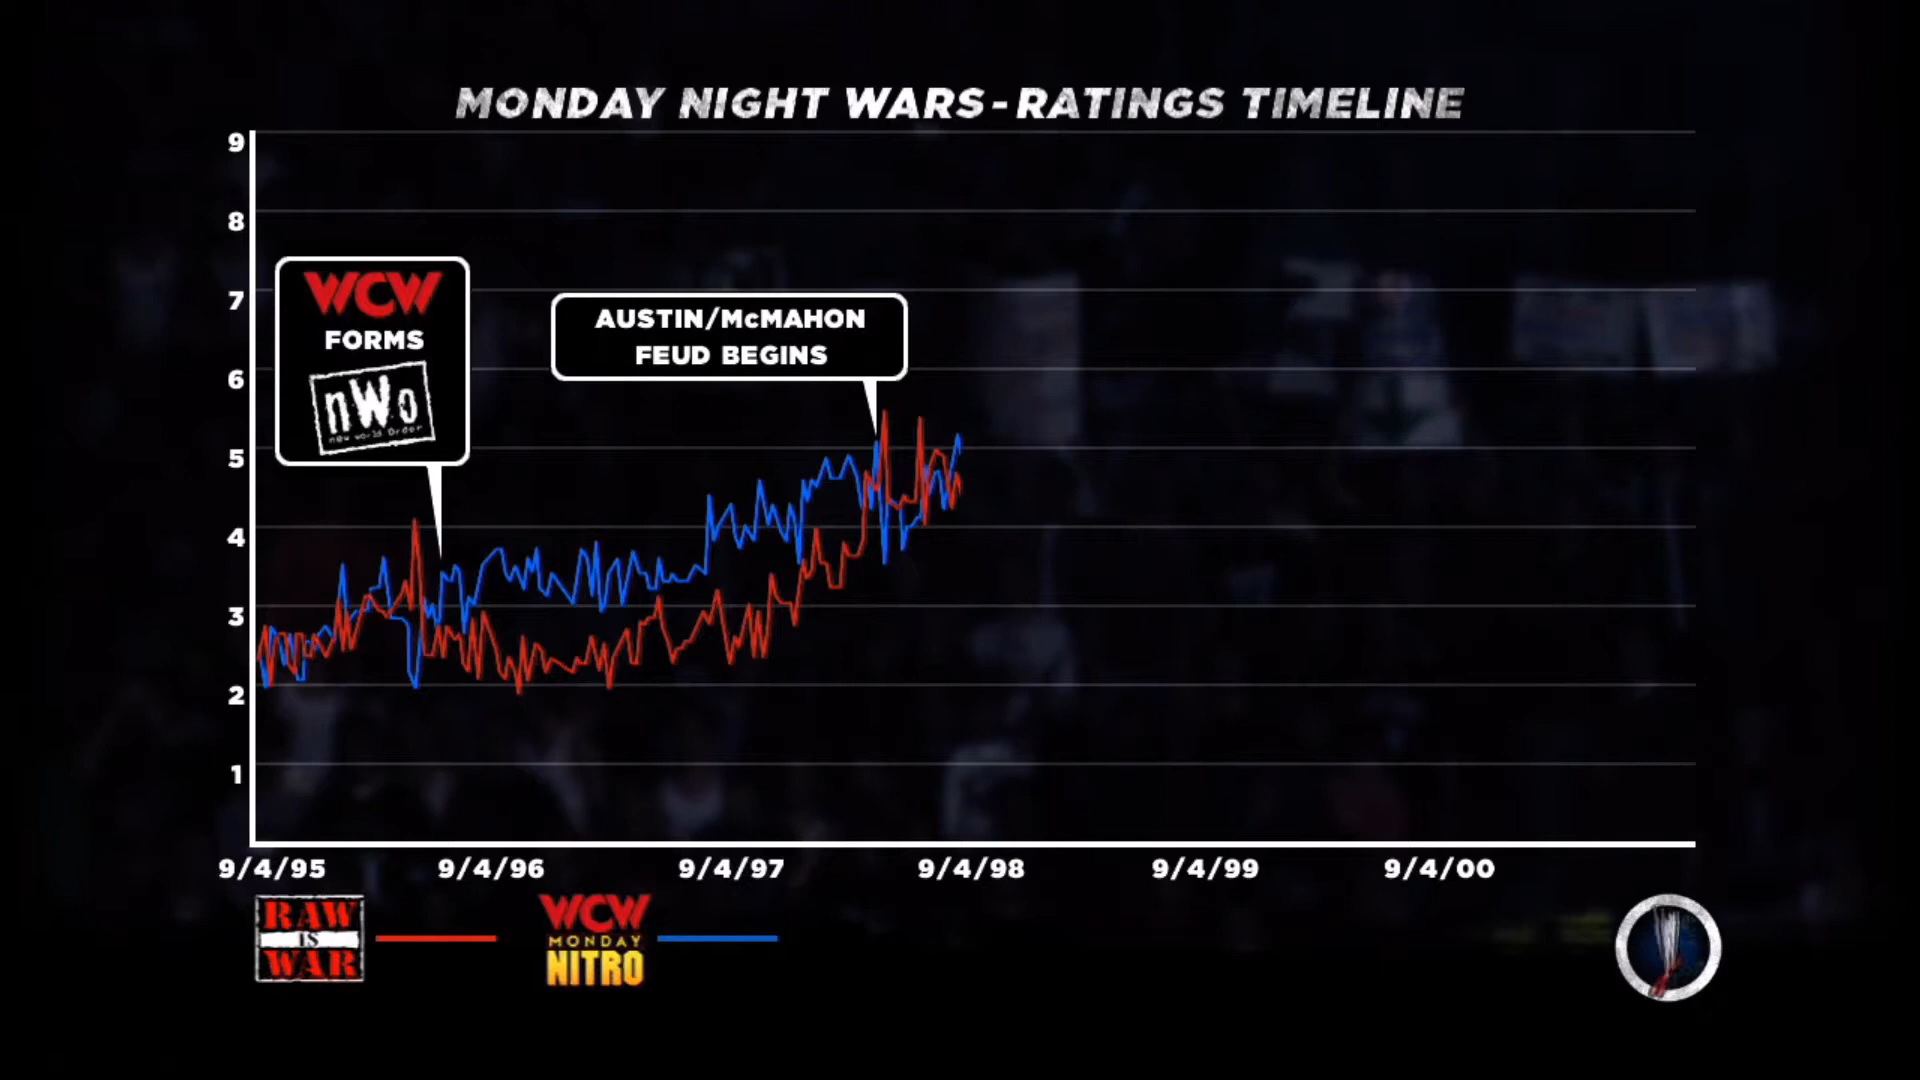 MONDAY NIGHT WARS - RATINGS TIMELINE
9
8
7
6
5
4
3
2
1
WCW
FORMS
nWo
new world Order
AUSTIN/McMAHON
FEUD BEGINS
9/4/95
9/4/96
9/4/97
9/4/98
9/4/99
9/4/00
RAW
IS
WAR
WCW
MONDAY
NITRO